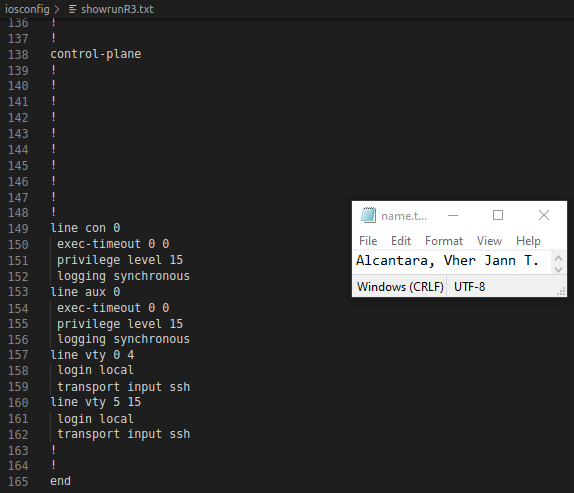 iosconfig > showrunR3.txt
136 !
137 !
138 control-plane
139 !
140 !
141 !
142 !
143 !
144 !
145 !
146 !
147 !
148 !
149 line con 0
150 exec-timeout 0 0
151 privilege level 15
152 logging synchronous
153 line aux 0
154 exec-timeout 0 0
155 privilege level 15
156 logging synchronous
157 line vty 0 4
158 login local
159 transport input ssh
160 line vty 5 15
161 login local
162 transport input ssh
163 !
164 !
165 end
name.t...
File Edit Format View Help
Alcantara, Vher Jann T.
Windows (CRLF) UTF-8